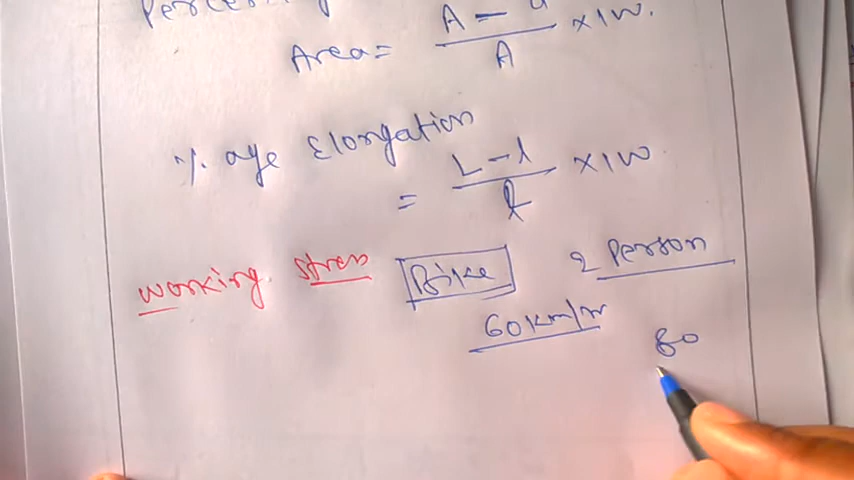 A - a
Area = ——— × 100.
A
% age Elongation
= L - l / l × 100
Working stress Bike 2 Person
60 Km/hr
80